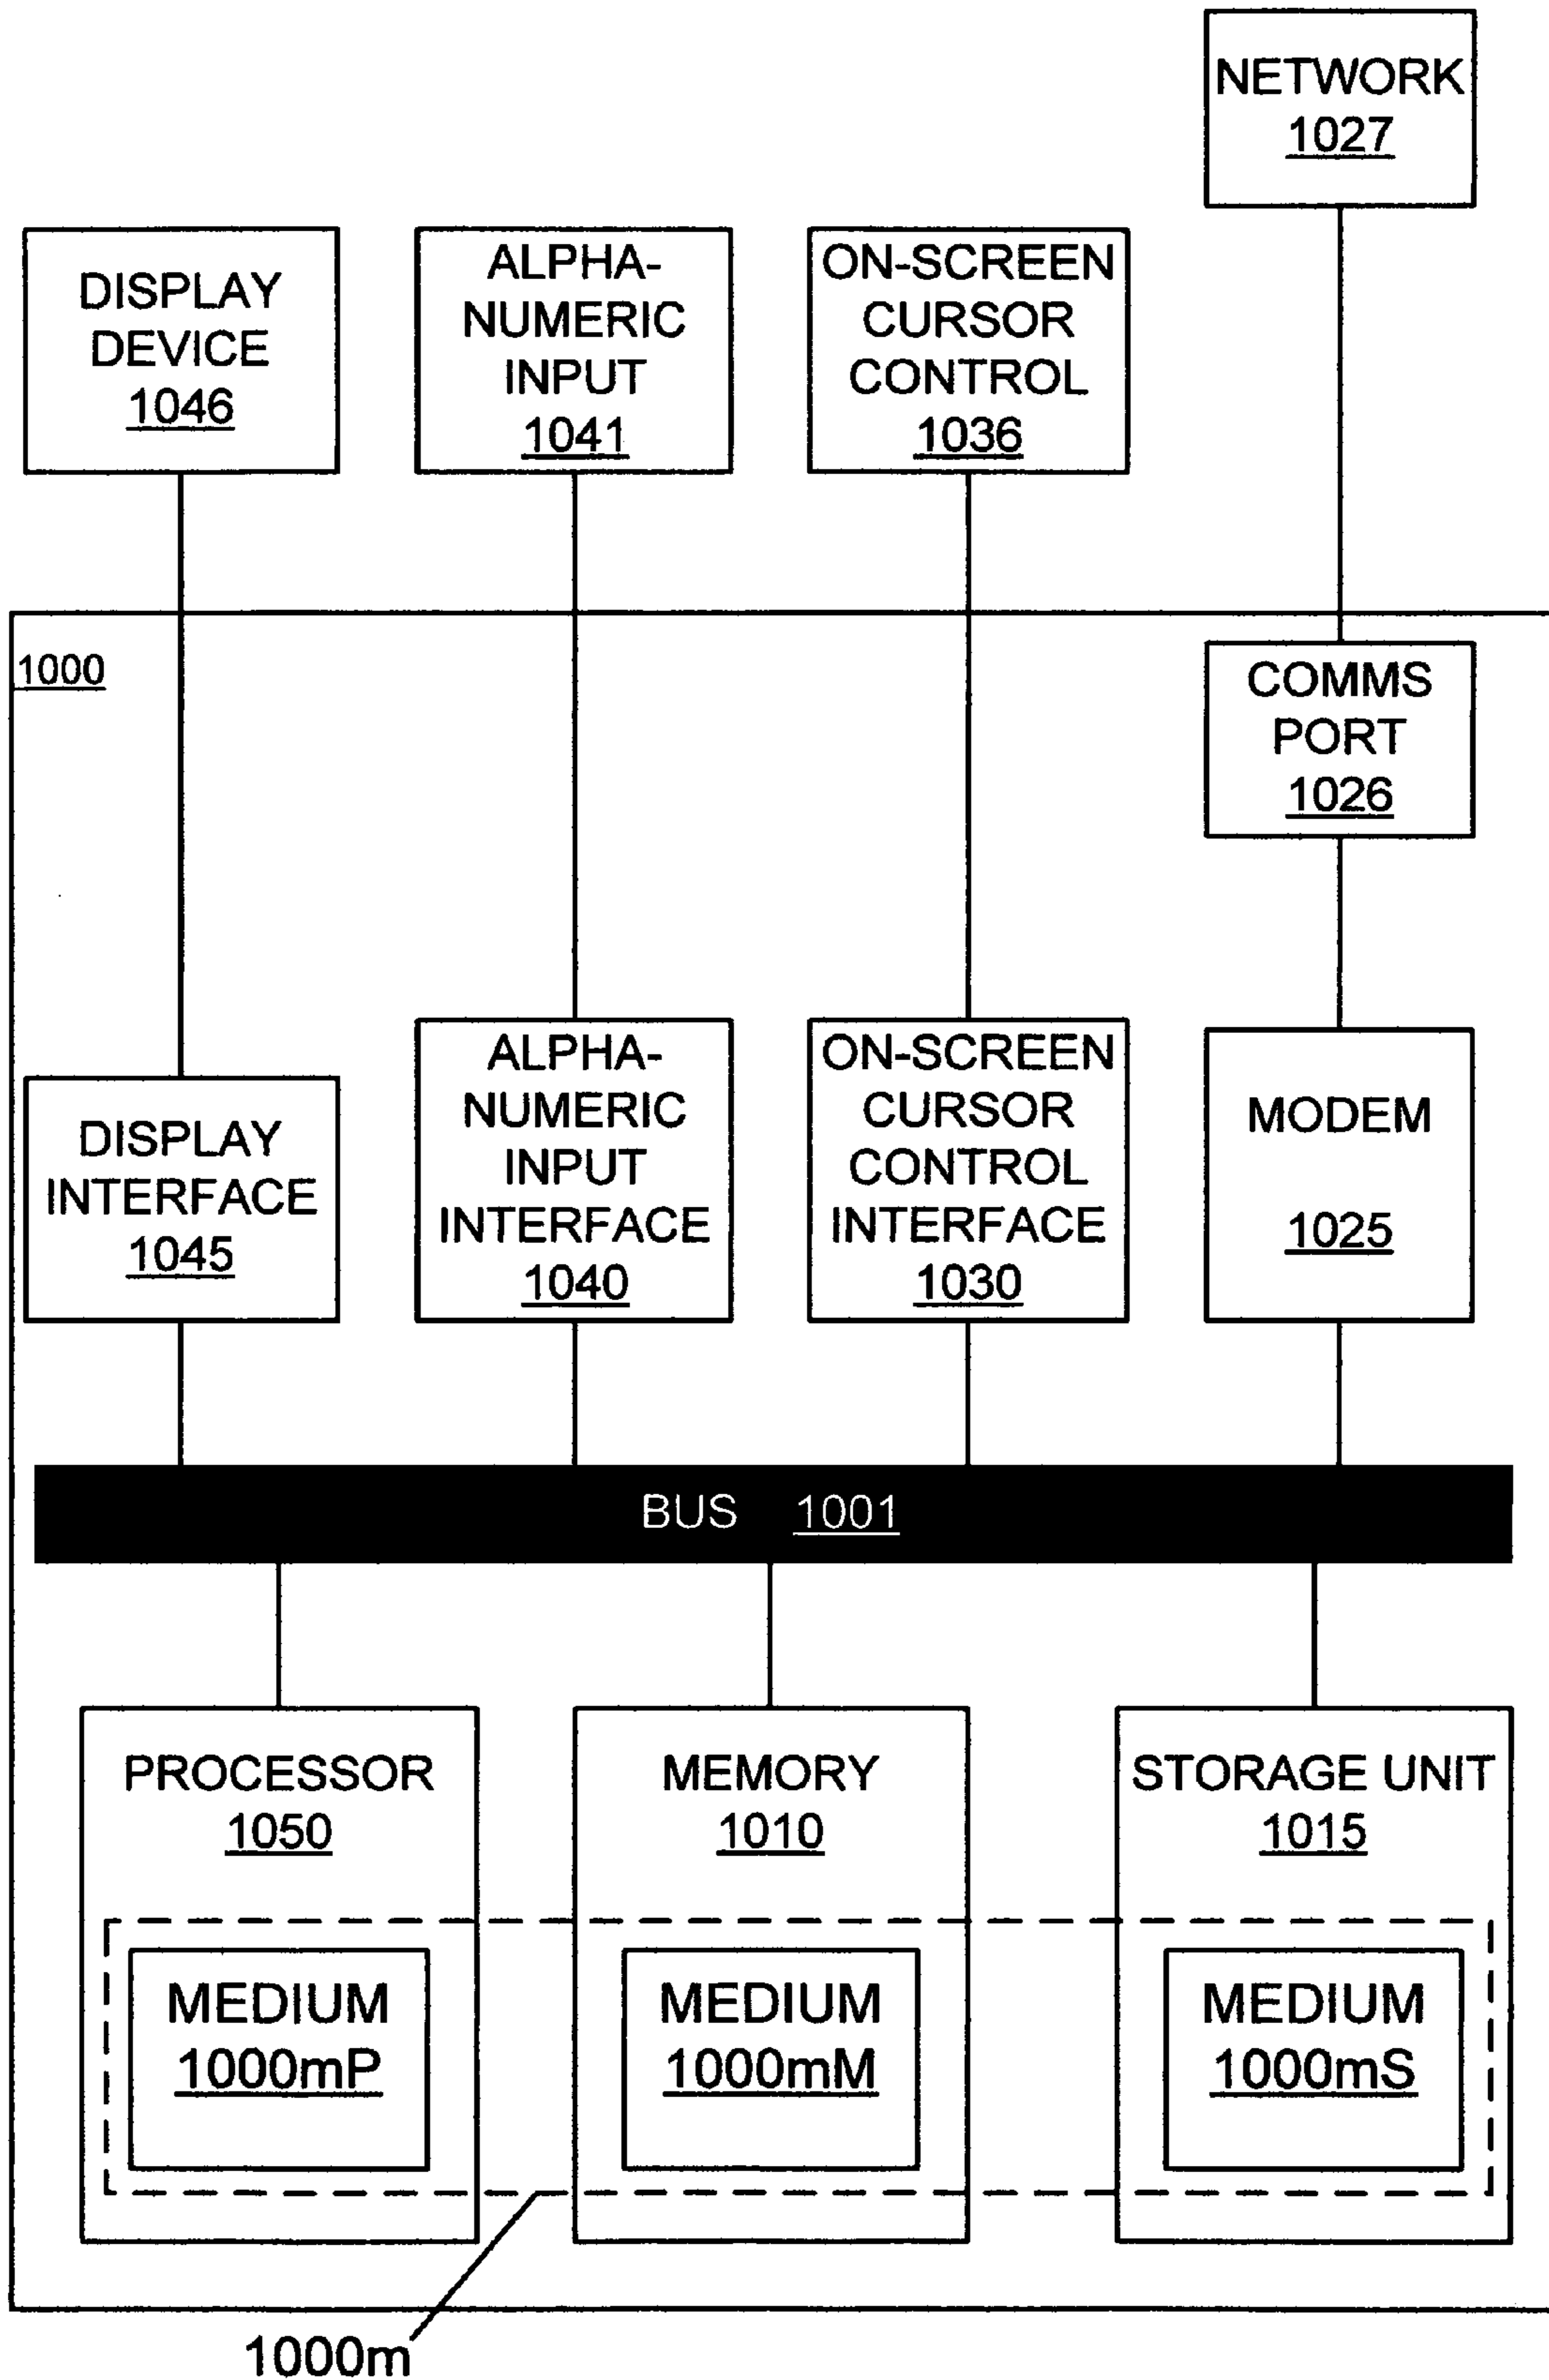 NETWORK
1027
DISPLAY
DEVICE
1046
ALPHA-
NUMERIC
INPUT
1041
ON-SCREEN
CURSOR
CONTROL
1036
1000
COMMS
PORT
1026
DISPLAY
INTERFACE
1045
ALPHA-
NUMERIC
INPUT
INTERFACE
1040
ON-SCREEN
CURSOR
CONTROL
INTERFACE
1030
MODEM
1025
BUS 1001
PROCESSOR
1050
MEMORY
1010
STORAGE UNIT
1015
MEDIUM
1000mP
MEDIUM
1000mM
MEDIUM
1000mS
1000m